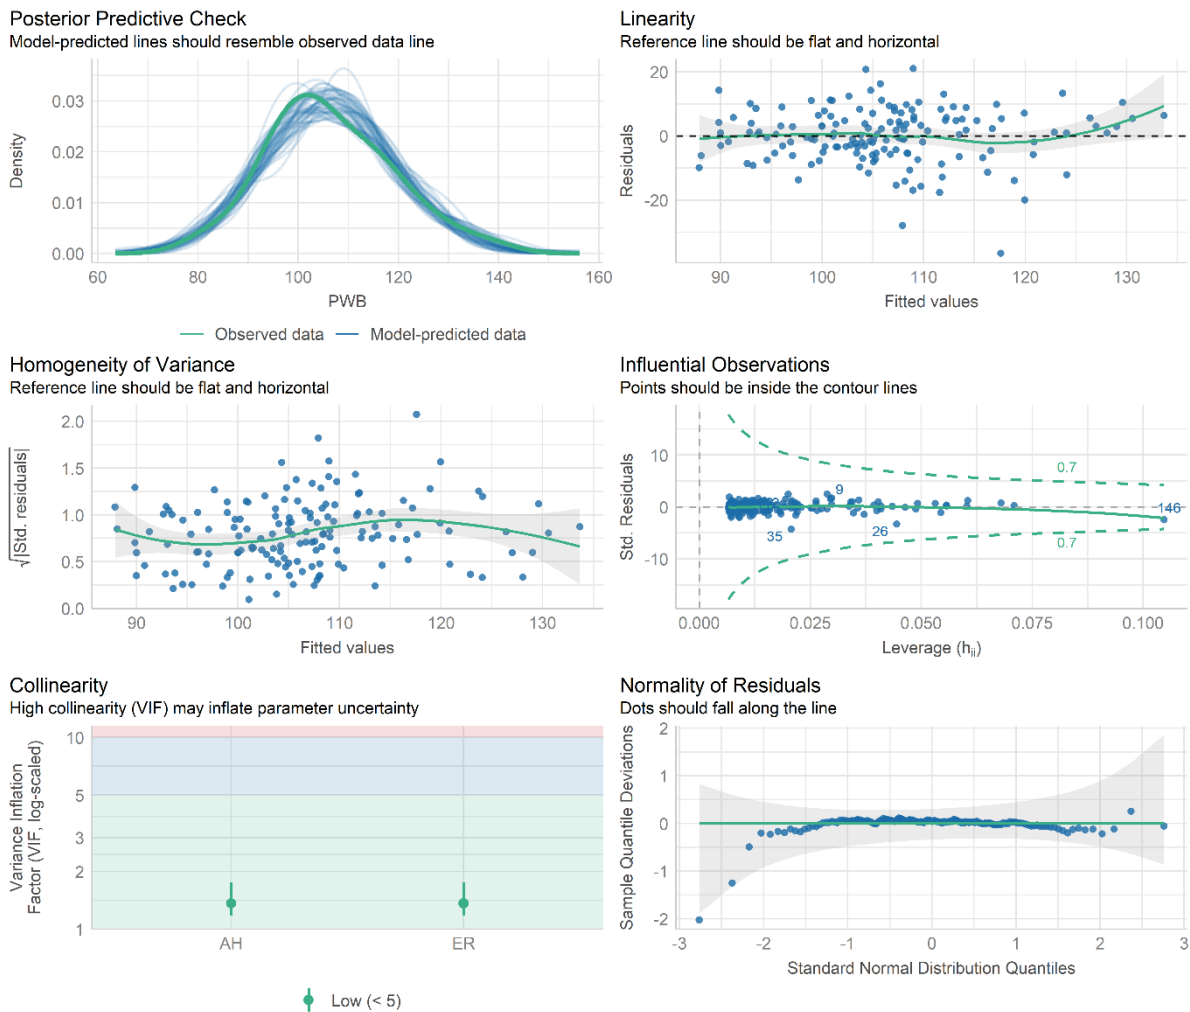 Posterior Predictive Check
Model-predicted lines should resemble observed data line
Density
0.03
0.02
0.01
0.00
60 80 100 120 140 160
PWB
Observed data Model-predicted data
Linearity
Reference line should be flat and horizontal
Residuals
20
0
-20
90 100 110 120 130
Fitted values
Homogeneity of Variance
Reference line should be flat and horizontal
√|Std. residuals|
2.0
1.5
1.0
0.5
0.0
90 100 110 120 130
Fitted values
Influential Observations
Points should be inside the contour lines
Std. Residuals
10
0
-10
0.7
9
146
35
26
0.7
0.000 0.025 0.050 0.075 0.100
Leverage (hii)
Collinearity
High collinearity (VIF) may inflate parameter uncertainty
Variance Inflation
Factor (VIF, log-scaled)
10
5
3
2
1
AH ER
Low (< 5)
Normality of Residuals
Dots should fall along the line
Sample Quantile Deviations
2
1
0
-1
-2
-3 -2 -1 0 1 2 3
Standard Normal Distribution Quantiles